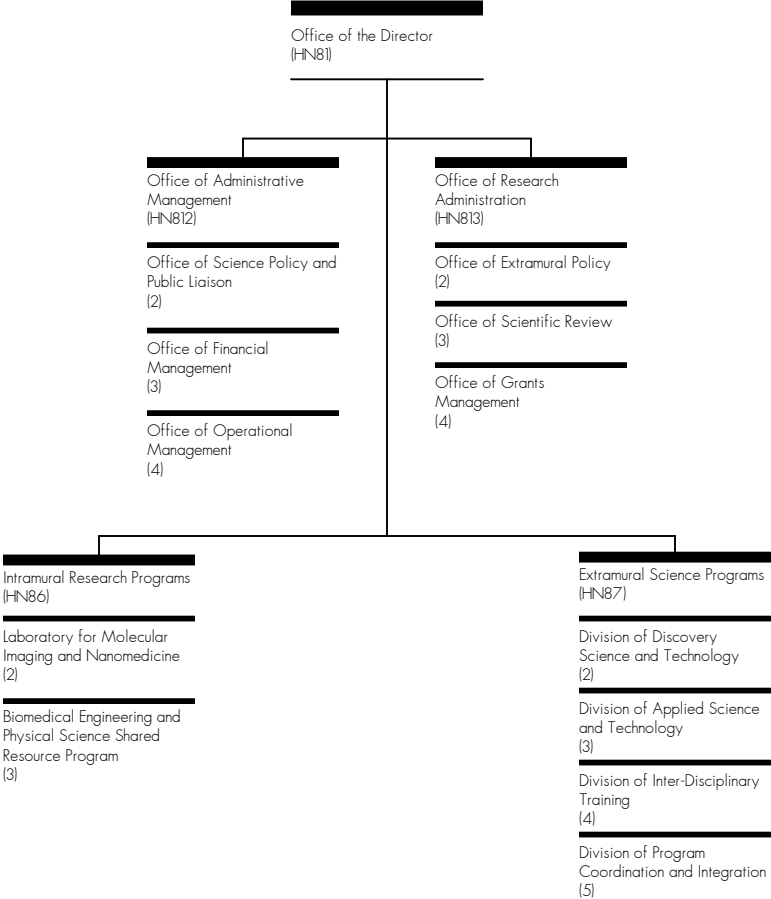 Office of the Director
(HN81)
Office of Administrative
Management
(HN812)
Office of Science Policy and
Public Liaison
(2)
Office of Financial
Management
(3)
Office of Operational
Management
(4)
Office of Research
Administration
(HN813)
Office of Extramural Policy
(2)
Office of Scientific Review
(3)
Office of Grants
Management
(4)
Intramural Research Programs
(HN86)
Laboratory for Molecular
Imaging and Nanomedicine
(2)
Biomedical Engineering and
Physical Science Shared
Resource Program
(3)
Extramural Science Programs
(HN87)
Division of Discovery
Science and Technology
(2)
Division of Applied Science
and Technology
(3)
Division of Inter-Disciplinary
Training
(4)
Division of Program
Coordination and Integration
(5)